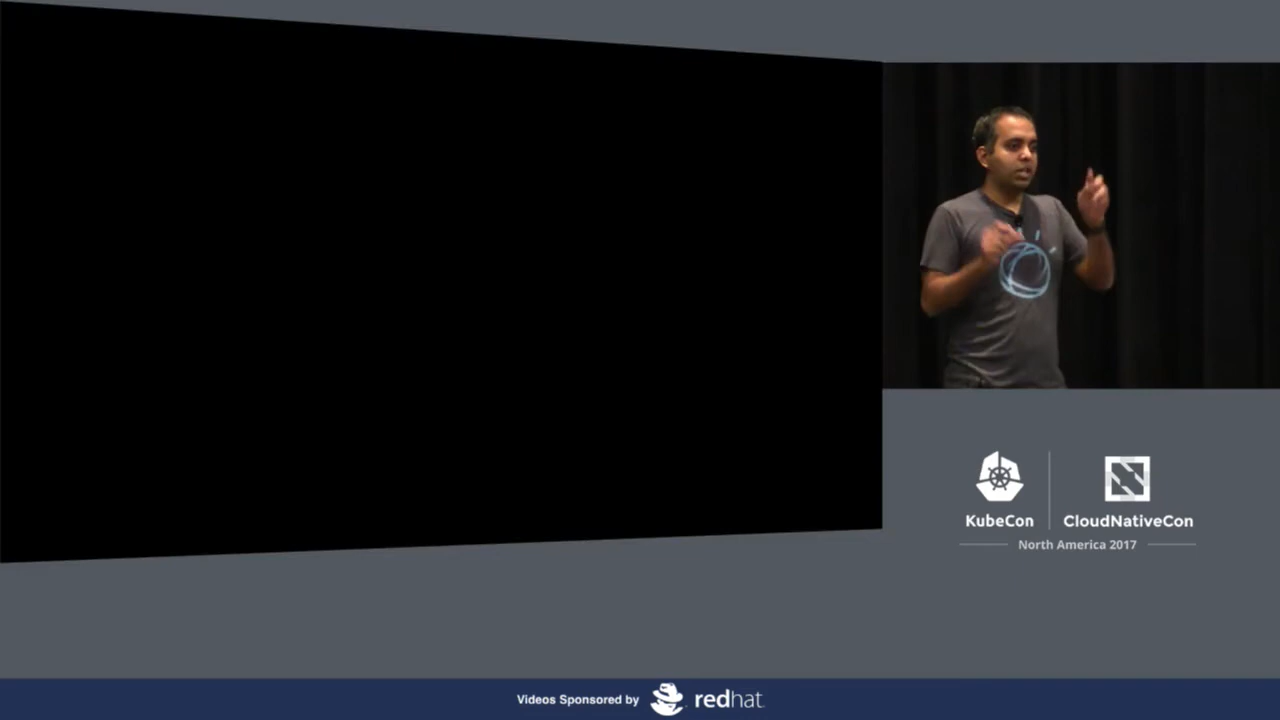 KubeCon
CloudNativeCon
North America 2017
Videos Sponsored by redhat